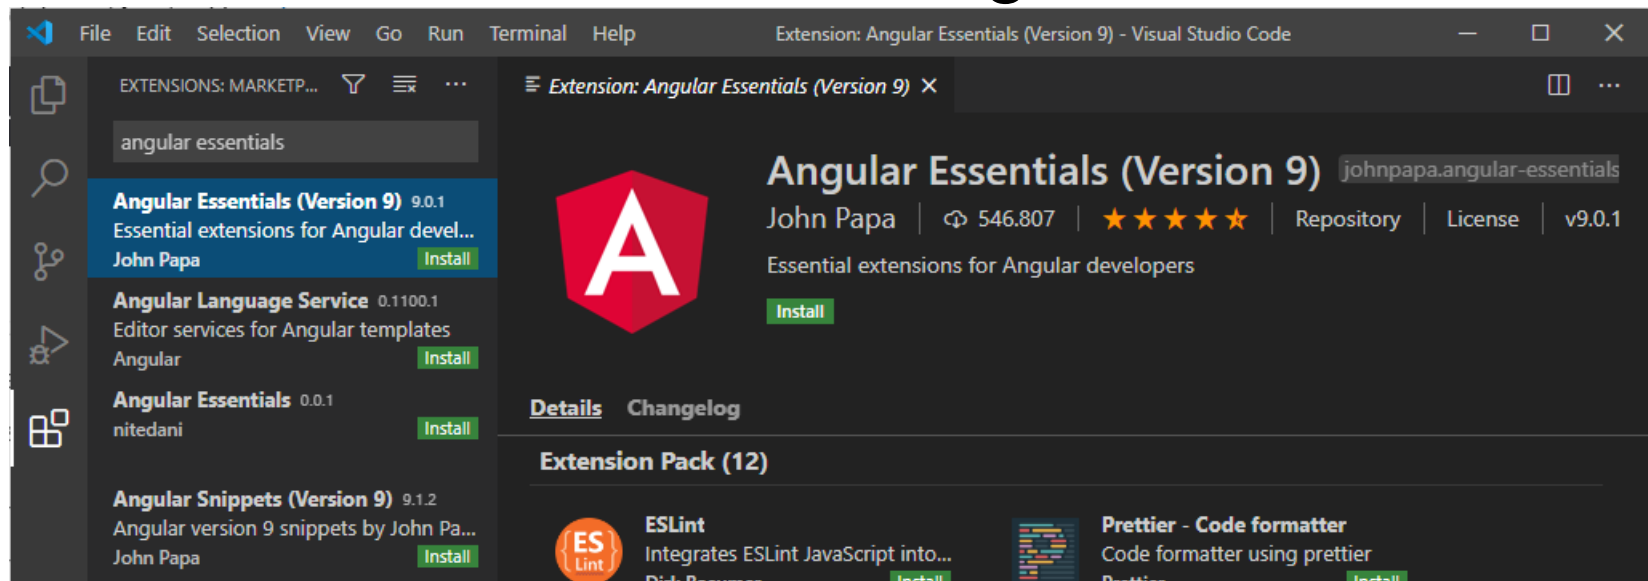 File Edit Selection View Go Run Terminal Help Extension: Angular Essentials (Version 9) - Visual Studio Code
EXTENSIONS: MARKETP...
angular essentials
Angular Essentials (Version 9) 9.0.1
Essential extensions for Angular devel...
John Papa Install
Angular Language Service 0.1100.1
Editor services for Angular templates
Angular Install
Angular Essentials 0.0.1
nitedani Install
Angular Snippets (Version 9) 9.1.2
Angular version 9 snippets by John Pa...
John Papa Install
Extension: Angular Essentials (Version 9)
A
Angular Essentials (Version 9) johnpapa.angular-essentials
John Papa 546.807 Repository License v9.0.1
Essential extensions for Angular developers
Install
Details Changelog
Extension Pack (12)
ES Lint
ESLint
Integrates ESLint JavaScript into...
Install
Prettier - Code formatter
Code formatter using prettier
Prettier Install